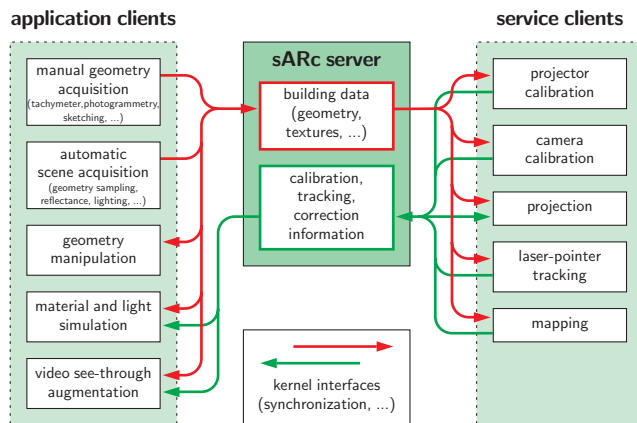 application clients
manual geometry
acquisition
(tachymeter,photogrammetry,
sketching, ...)
automatic
scene acquisition
(geometry sampling,
reflectance, lighting, ...)
geometry
manipulation
material and light
simulation
video see-through
augmentation
sARc server
building data
(geometry,
textures, ...)
calibration,
tracking,
correction
information
kernel interfaces
(synchronization, ...)
service clients
projector
calibration
camera
calibration
projection
laser-pointer
tracking
mapping